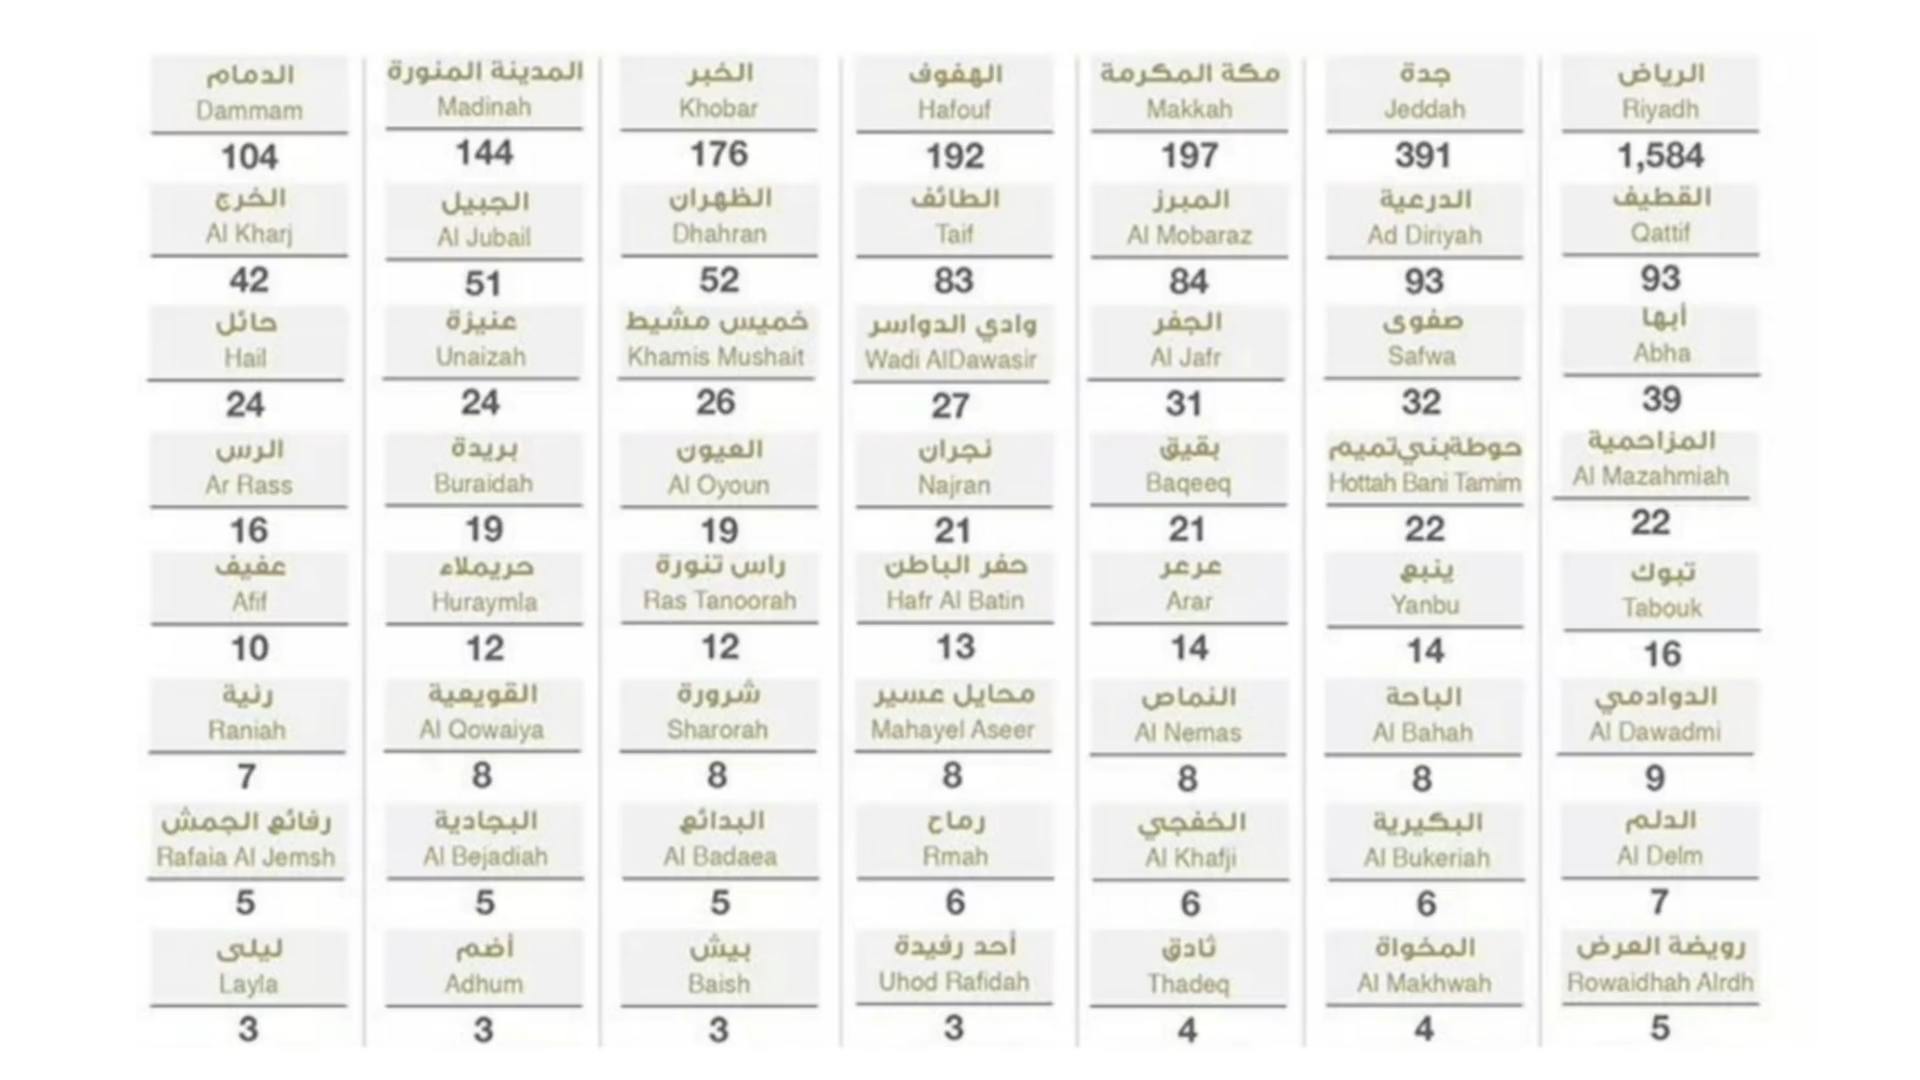 الرياض
Riyadh
1,584
جدة
Jeddah
391
مكة المكرمة
Makkah
197
الهفوف
Hafouf
192
الخبر
Khobar
176
المدينة المنورة
Madinah
144
الدمام
Dammam
104
القطيف
Qattif
93
الدرعية
Ad Diriyah
93
المبرز
Al Mobaraz
84
الطائف
Taif
83
الظهران
Dhahran
52
الجبيل
Al Jubail
51
الخرج
Al Kharj
42
أبها
Abha
39
صفوى
Safwa
32
الجفر
Al Jafr
31
وادي الدواسر
Wadi AlDawasir
27
خميس مشيط
Khamis Mushait
26
عنيزة
Unaizah
24
حائل
Hail
24
المزاحمية
Al Mazahmiah
22
حوطة بني تميم
Hottah Bani Tamim
22
بقيق
Baqeeq
21
نجران
Najran
21
العيون
Al Oyoun
19
بريدة
Buraidah
19
الرس
Ar Rass
16
تبوك
Tabouk
16
ينبع
Yanbu
14
عرعر
Arar
14
حفر الباطن
Hafr Al Batin
13
راس تنورة
Ras Tanoorah
12
حريملاء
Huraymla
12
عفيف
Afif
10
الدوادمي
Al Dawadmi
9
الباحة
Al Bahah
8
النماص
Al Nemas
8
محايل عسير
Mahayel Aseer
8
شرورة
Sharorah
8
القويعية
Al Qowaiya
8
رنية
Raniah
7
الدلم
Al Delm
7
البكيرية
Al Bukeriah
6
الخفجي
Al Khafji
6
رماح
Rmah
6
البدائع
Al Badaea
5
البجادية
Al Bejadiah
5
رفائع الجمش
Rafaia Al Jemsh
5
رويضة العرض
Rowaidhah Alrdh
5
المخواة
Al Makhwah
4
ثادق
Thadeq
4
أحد رفيدة
Uhod Rafidah
3
بيش
Baish
3
أضم
Adhum
3
ليلى
Layla
3